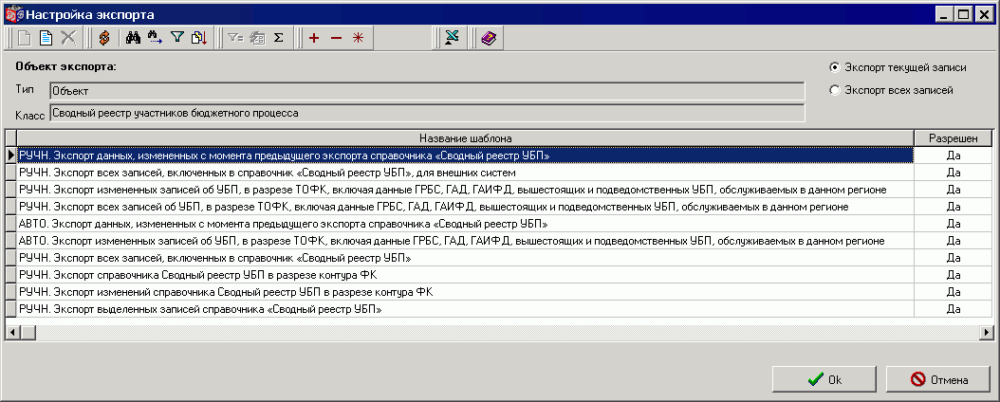 Настройка экспорта
Объект экспорта:
Экспорт текущей записи
Тип Объект
Экспорт всех записей
Класс Сводный реестр участников бюджетного процесса
Название шаблона Разрешен
РУЧН. Экспорт данных, измененных с момента предыдущего экспорта справочника «Сводный реестр УБП» Да
РУЧН. Экспорт всех записей, включенных в справочник «Сводный реестр УБП», для внешних систем Да
РУЧН. Экспорт измененных записей об УБП, в разрезе ТОФК, включая данные ГРБС, ГАД, ГАИФД, вышестоящих и подведомственных УБП, обслуживаемых в данном регионе Да
РУЧН. Экспорт всех записей об УБП, в разрезе ТОФК, включая данные ГРБС, ГАД, ГАИФД, вышестоящих и подведомственных УБП, обслуживаемых в данном регионе Да
АВТО. Экспорт данных, измененных с момента предыдущего экспорта справочника «Сводный реестр УБП» Да
АВТО. Экспорт измененных записей об УБП, в разрезе ТОФК, включая данные ГРБС, ГАД, ГАИФД, вышестоящих и подведомственных УБП, обслуживаемых в данном регионе Да
РУЧН. Экспорт всех записей, включенных в справочник «Сводный реестр УБП» Да
РУЧН. Экспорт справочника Сводный реестр УБП в разрезе контура ФК Да
РУЧН. Экспорт изменений справочника Сводный реестр УБП в разрезе контура ФК Да
РУЧН. Экспорт выделенных записей справочника «Сводный реестр УБП» Да
Ok Отмена